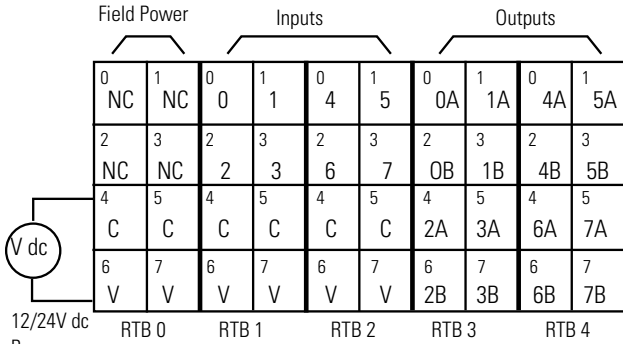 Field Power Inputs Outputs
0 1 0 1 0 1 0 1 0 1
NC NC 0 1 4 5 0A 1A 4A 5A
2 3 2 3 2 3 2 3 2 3
NC NC 2 3 6 7 0B 1B 4B 5B
4 5 4 5 4 5 4 5 4 5
C C C C C C 2A 3A 6A 7A
V dc
6 7 6 7 6 7 6 7 6 7
V V V V V V 2B 3B 6B 7B
12/24V dc
RTB 0 RTB 1 RTB 2 RTB 3 RTB 4